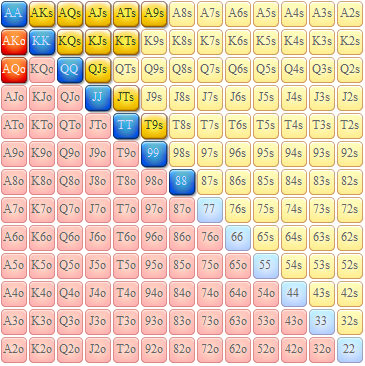 AA AKs AQs AJs ATs A9s A8s A7s A6s A5s A4s A3s A2s
AKo KK KQs KJs KTs K9s K8s K7s K6s K5s K4s K3s K2s
AQo KQo QQ QJs QTs Q9s Q8s Q7s Q6s Q5s Q4s Q3s Q2s
AJo KJo QJo JJ JTs J9s J8s J7s J6s J5s J4s J3s J2s
ATo KTo QTo JTo TT T9s T8s T7s T6s T5s T4s T3s T2s
A9o K9o Q9o J9o T9o 99 98s 97s 96s 95s 94s 93s 92s
A8o K8o Q8o J8o T8o 98o 88 87s 86s 85s 84s 83s 82s
A7o K7o Q7o J7o T7o 97o 87o 77 76s 75s 74s 73s 72s
A6o K6o Q6o J6o T6o 96o 86o 76o 66 65s 64s 63s 62s
A5o K5o Q5o J5o T5o 95o 85o 75o 65o 55 54s 53s 52s
A4o K4o Q4o J4o T4o 94o 84o 74o 64o 54o 44 43s 42s
A3o K3o Q3o J3o T3o 93o 83o 73o 63o 53o 43o 33 32s
A2o K2o Q2o J2o T2o 92o 82o 72o 62o 52o 42o 32o 22